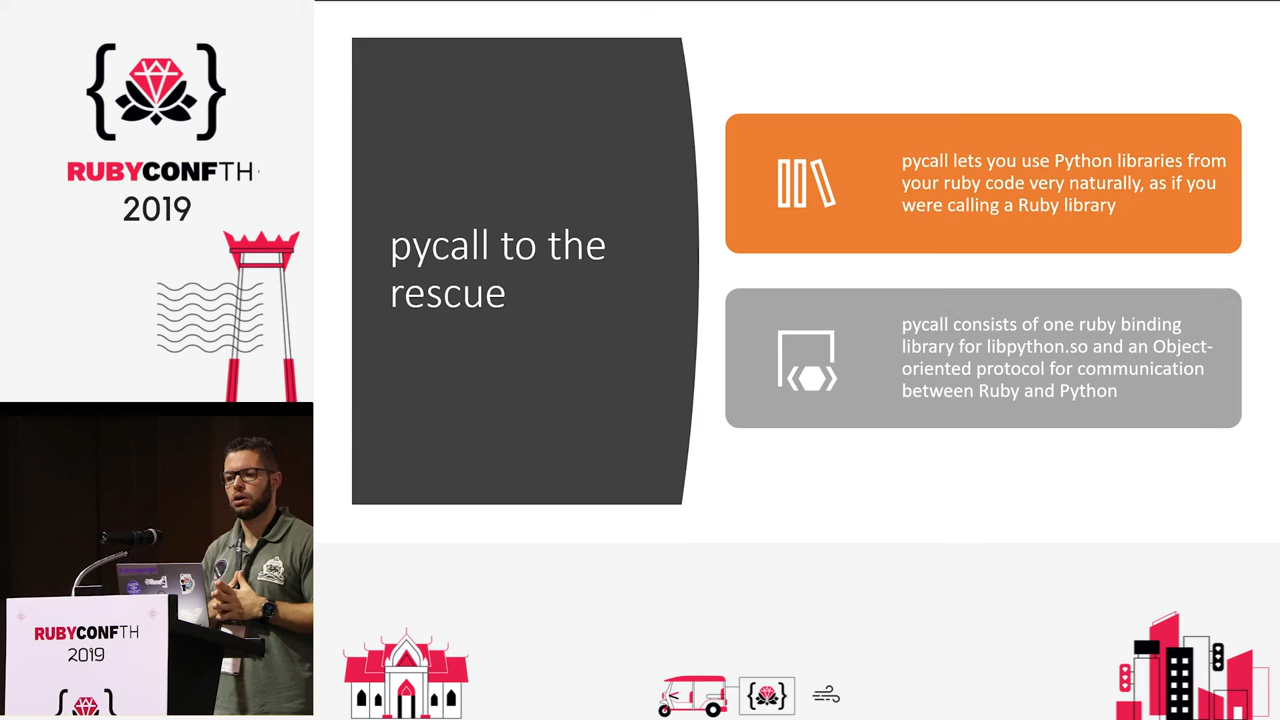 RUBYCONFTH
2019
pycall to the
rescue
pycall lets you use Python libraries from
your ruby code very naturally, as if you
were calling a Ruby library
pycall consists of one ruby binding
library for libpython.so and an Object-
oriented protocol for communication
between Ruby and Python
RUBYCONFTH
2019